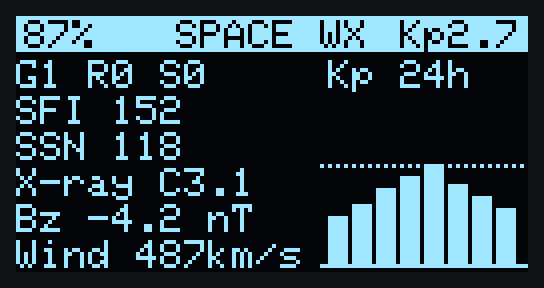 87% SPACE WX Kp2.7
G1 R0 S0 Kp 24h
SFI 152
SSN 118
X-ray C3.1
Bz -4.2 nT
Wind 487km/s